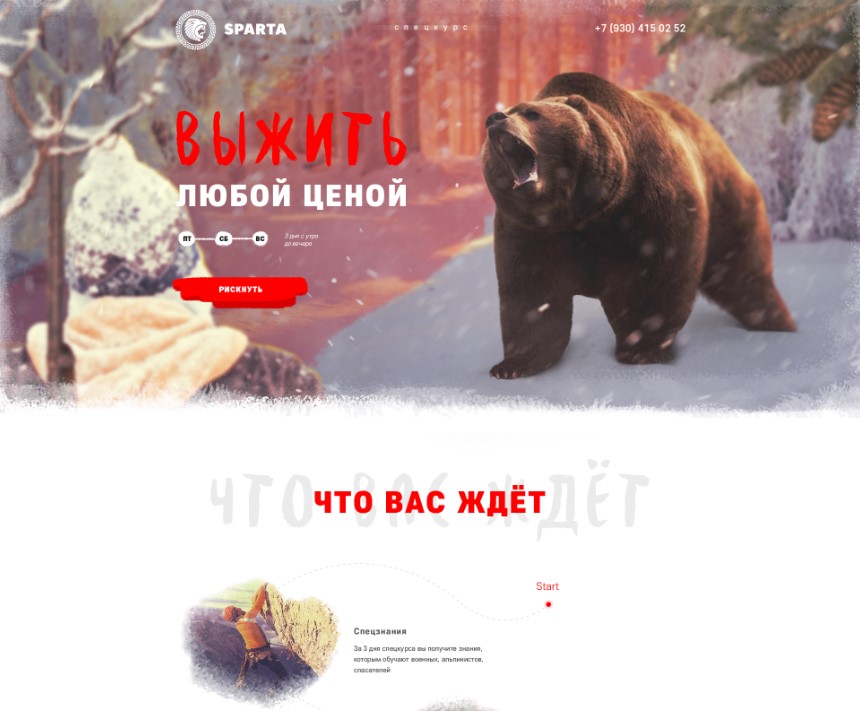 SPARTA
спецкурс
+7 (930) 415 02 52
ВЫЖИТЬ
ЛЮБОЙ ЦЕНОЙ
ПТ СБ ВС
3 дня с утра
до вечера
РИСКНУТЬ
ЧТО ВАС ЖДЁТ
ЧТО ВАС ЖДЁТ
Start
Спецзнания
За 3 дня спецкурса вы получите знания,
которым обучают военных, альпинистов,
спасателей